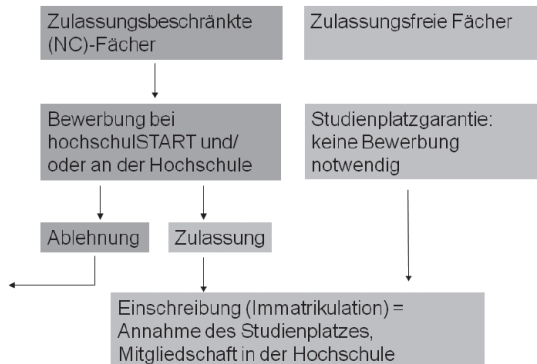 Zulassungsbeschränkte
(NC)-Fächer
Zulassungsfreie Fächer
Bewerbung bei
hochschulSTART und/
oder an der Hochschule
Studienplatzgarantie:
keine Bewerbung
notwendig
Ablehnung
Zulassung
Einschreibung (Immatrikulation) =
Annahme des Studienplatzes,
Mitgliedschaft in der Hochschule